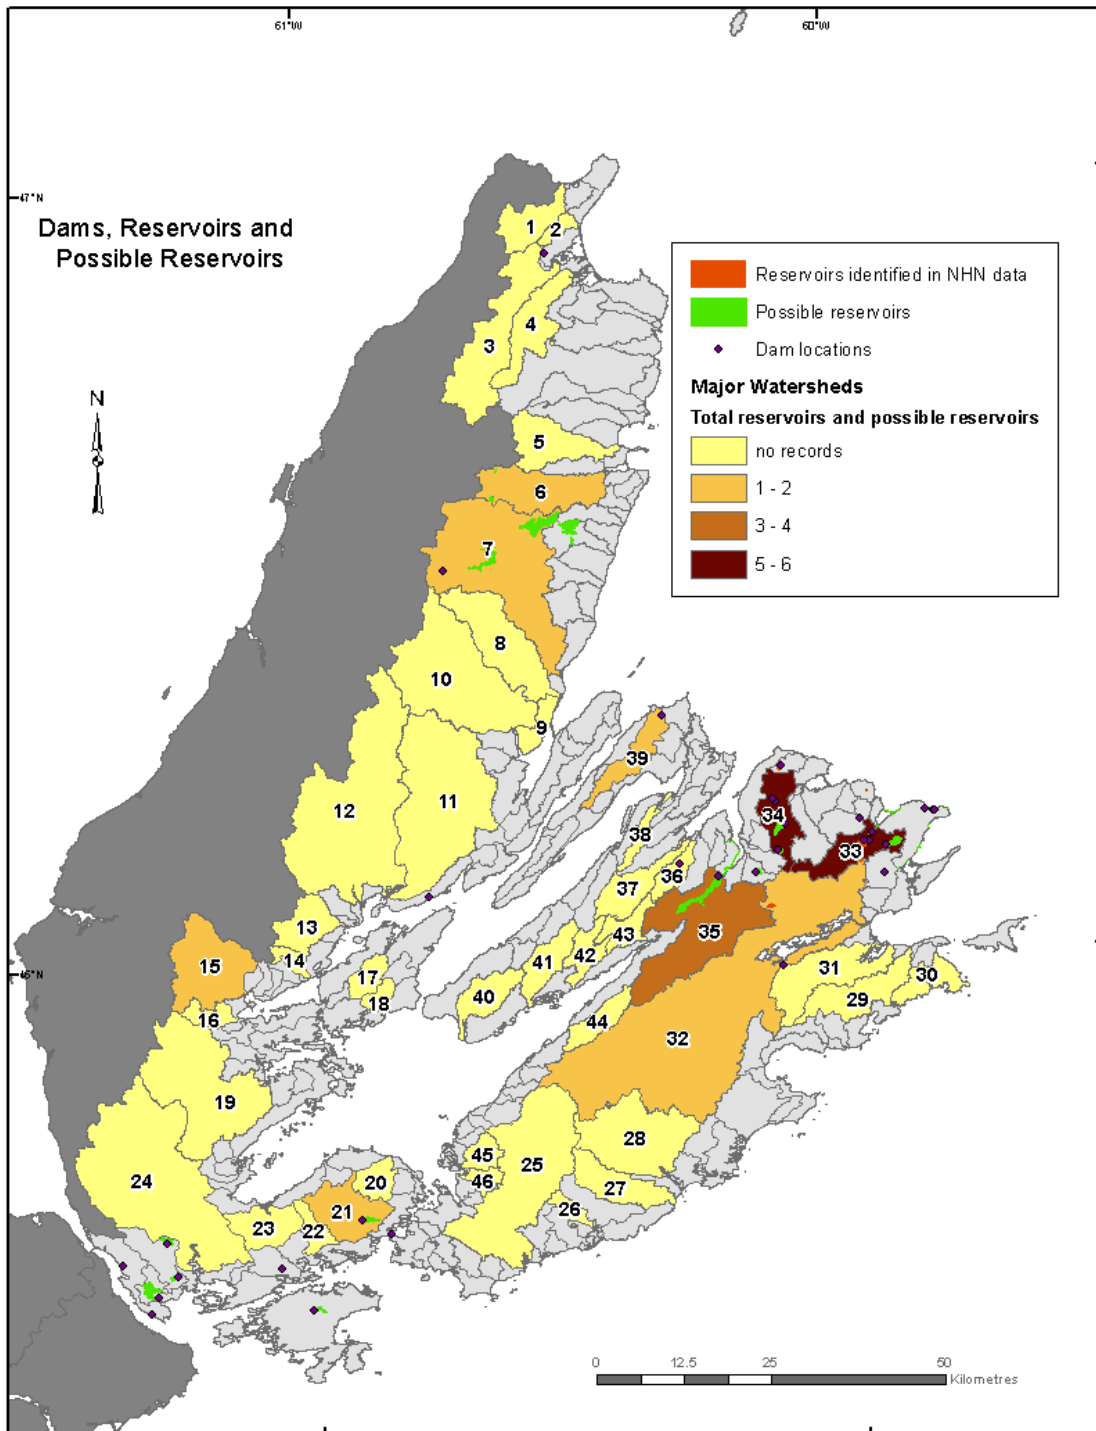 61°W
60°W
47°N
Dams, Reservoirs and
Possible Reservoirs
N
Reservoirs identified in NHN data
Possible reservoirs
Dam locations
Major Watersheds
Total reservoirs and possible reservoirs
no records
1 - 2
3 - 4
5 - 6
1
2
3
4
5
6
7
8
10
9
39
11
12
34
38
33
36
37
13
35
43
14
15
41
42
31
30
17
40
18
29
16
44
32
19
28
45
25
24
46
20
27
21
26
23
22
46°N
0
12.5
25
50
Kilometres